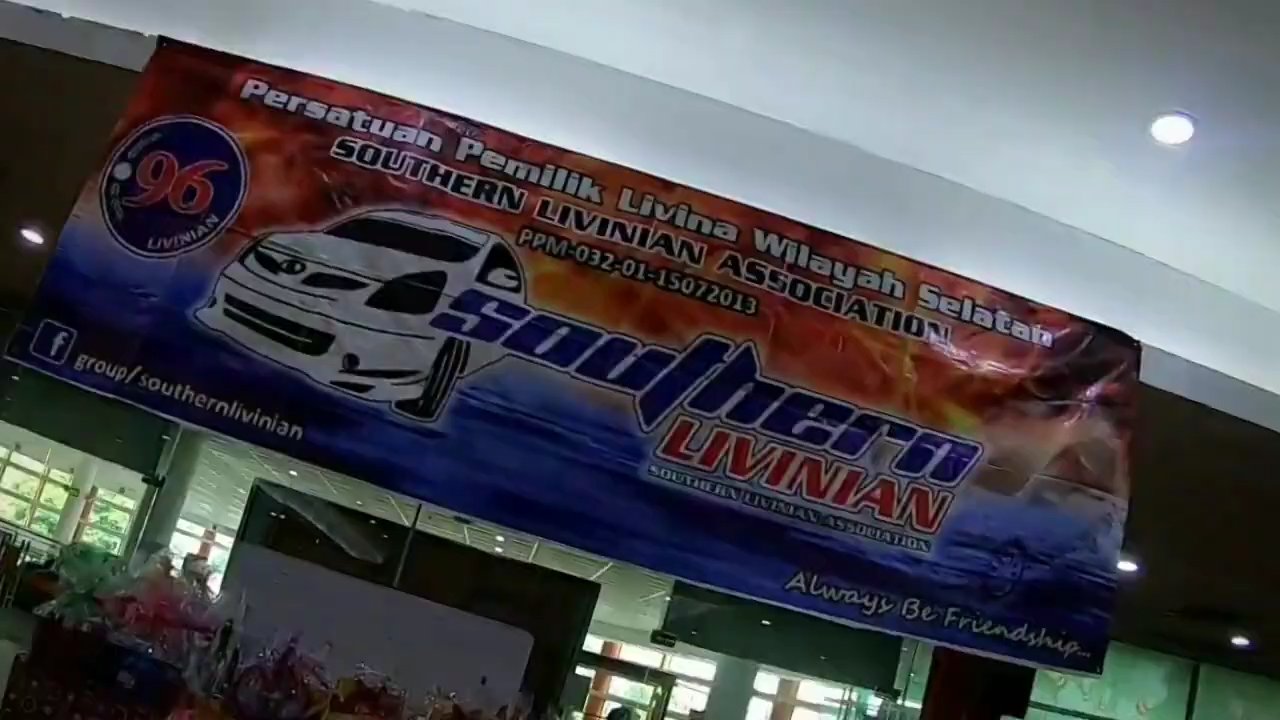 Persatuan Pemilik Livina Wilayah Selatan
SOUTHERN LIVINIAN ASSOCIATION
PPM-032-01-15072013
96
LIVINIAN
southern
LIVINIAN
SOUTHERN LIVINIAN ASSOCIATION
f group/southernlivinian
Always Be Friendship...